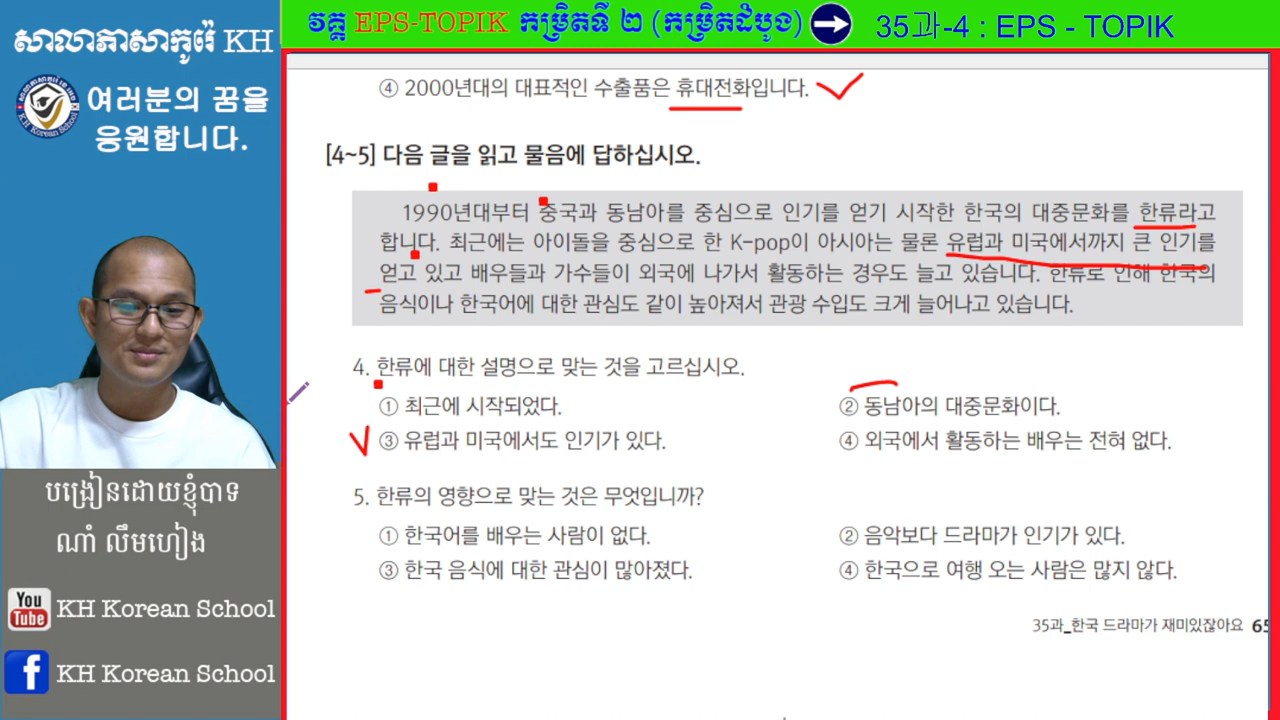 សាលាភាសាកូរ៉េ KH
여러분의 꿈을
응원합니다.
វគ្គ EPS-TOPIK កម្រិតទី ២ (កម្រិតដំបូង)
35과-4 : EPS - TOPIK
④ 2000년대의 대표적인 수출품은 휴대전화입니다.
[4~5] 다음 글을 읽고 물음에 답하십시오.
1990년대부터 중국과 동남아를 중심으로 인기를 얻기 시작한 한국의 대중문화를 한류라고
합니다. 최근에는 아이돌을 중심으로 한 K-pop이 아시아는 물론 유럽과 미국에서까지 큰 인기를
얻고 있고 배우들과 가수들이 외국에 나가서 활동하는 경우도 늘고 있습니다. 한류로 인해 한국의
음식이나 한국어에 대한 관심도 같이 높아져서 관광 수입도 크게 늘어나고 있습니다.
4. 한류에 대한 설명으로 맞는 것을 고르십시오.
① 최근에 시작되었다.
② 동남아의 대중문화이다.
③ 유럽과 미국에서도 인기가 있다.
④ 외국에서 활동하는 배우는 전혀 없다.
5. 한류의 영향으로 맞는 것은 무엇입니까?
① 한국어를 배우는 사람이 없다.
② 음악보다 드라마가 인기가 있다.
③ 한국 음식에 대한 관심이 많아졌다.
④ 한국으로 여행 오는 사람은 많지 않다.
35과_한국 드라마가 재미있잖아요 65
បង្រៀនដោយខ្ញុំបាទ
ណាំ លឹមហៀង
You Tube KH Korean School
f KH Korean School